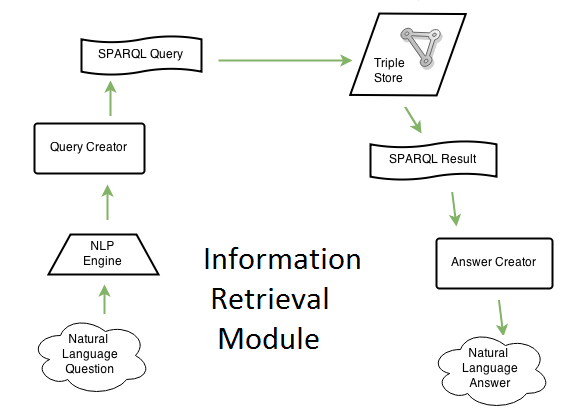 SPARQL Query
Triple
Store
Query Creator
SPARQL Result
NLP
Engine
Information
Retrieval
Module
Answer Creator
Natural
Language
Question
Natural
Language
Answer